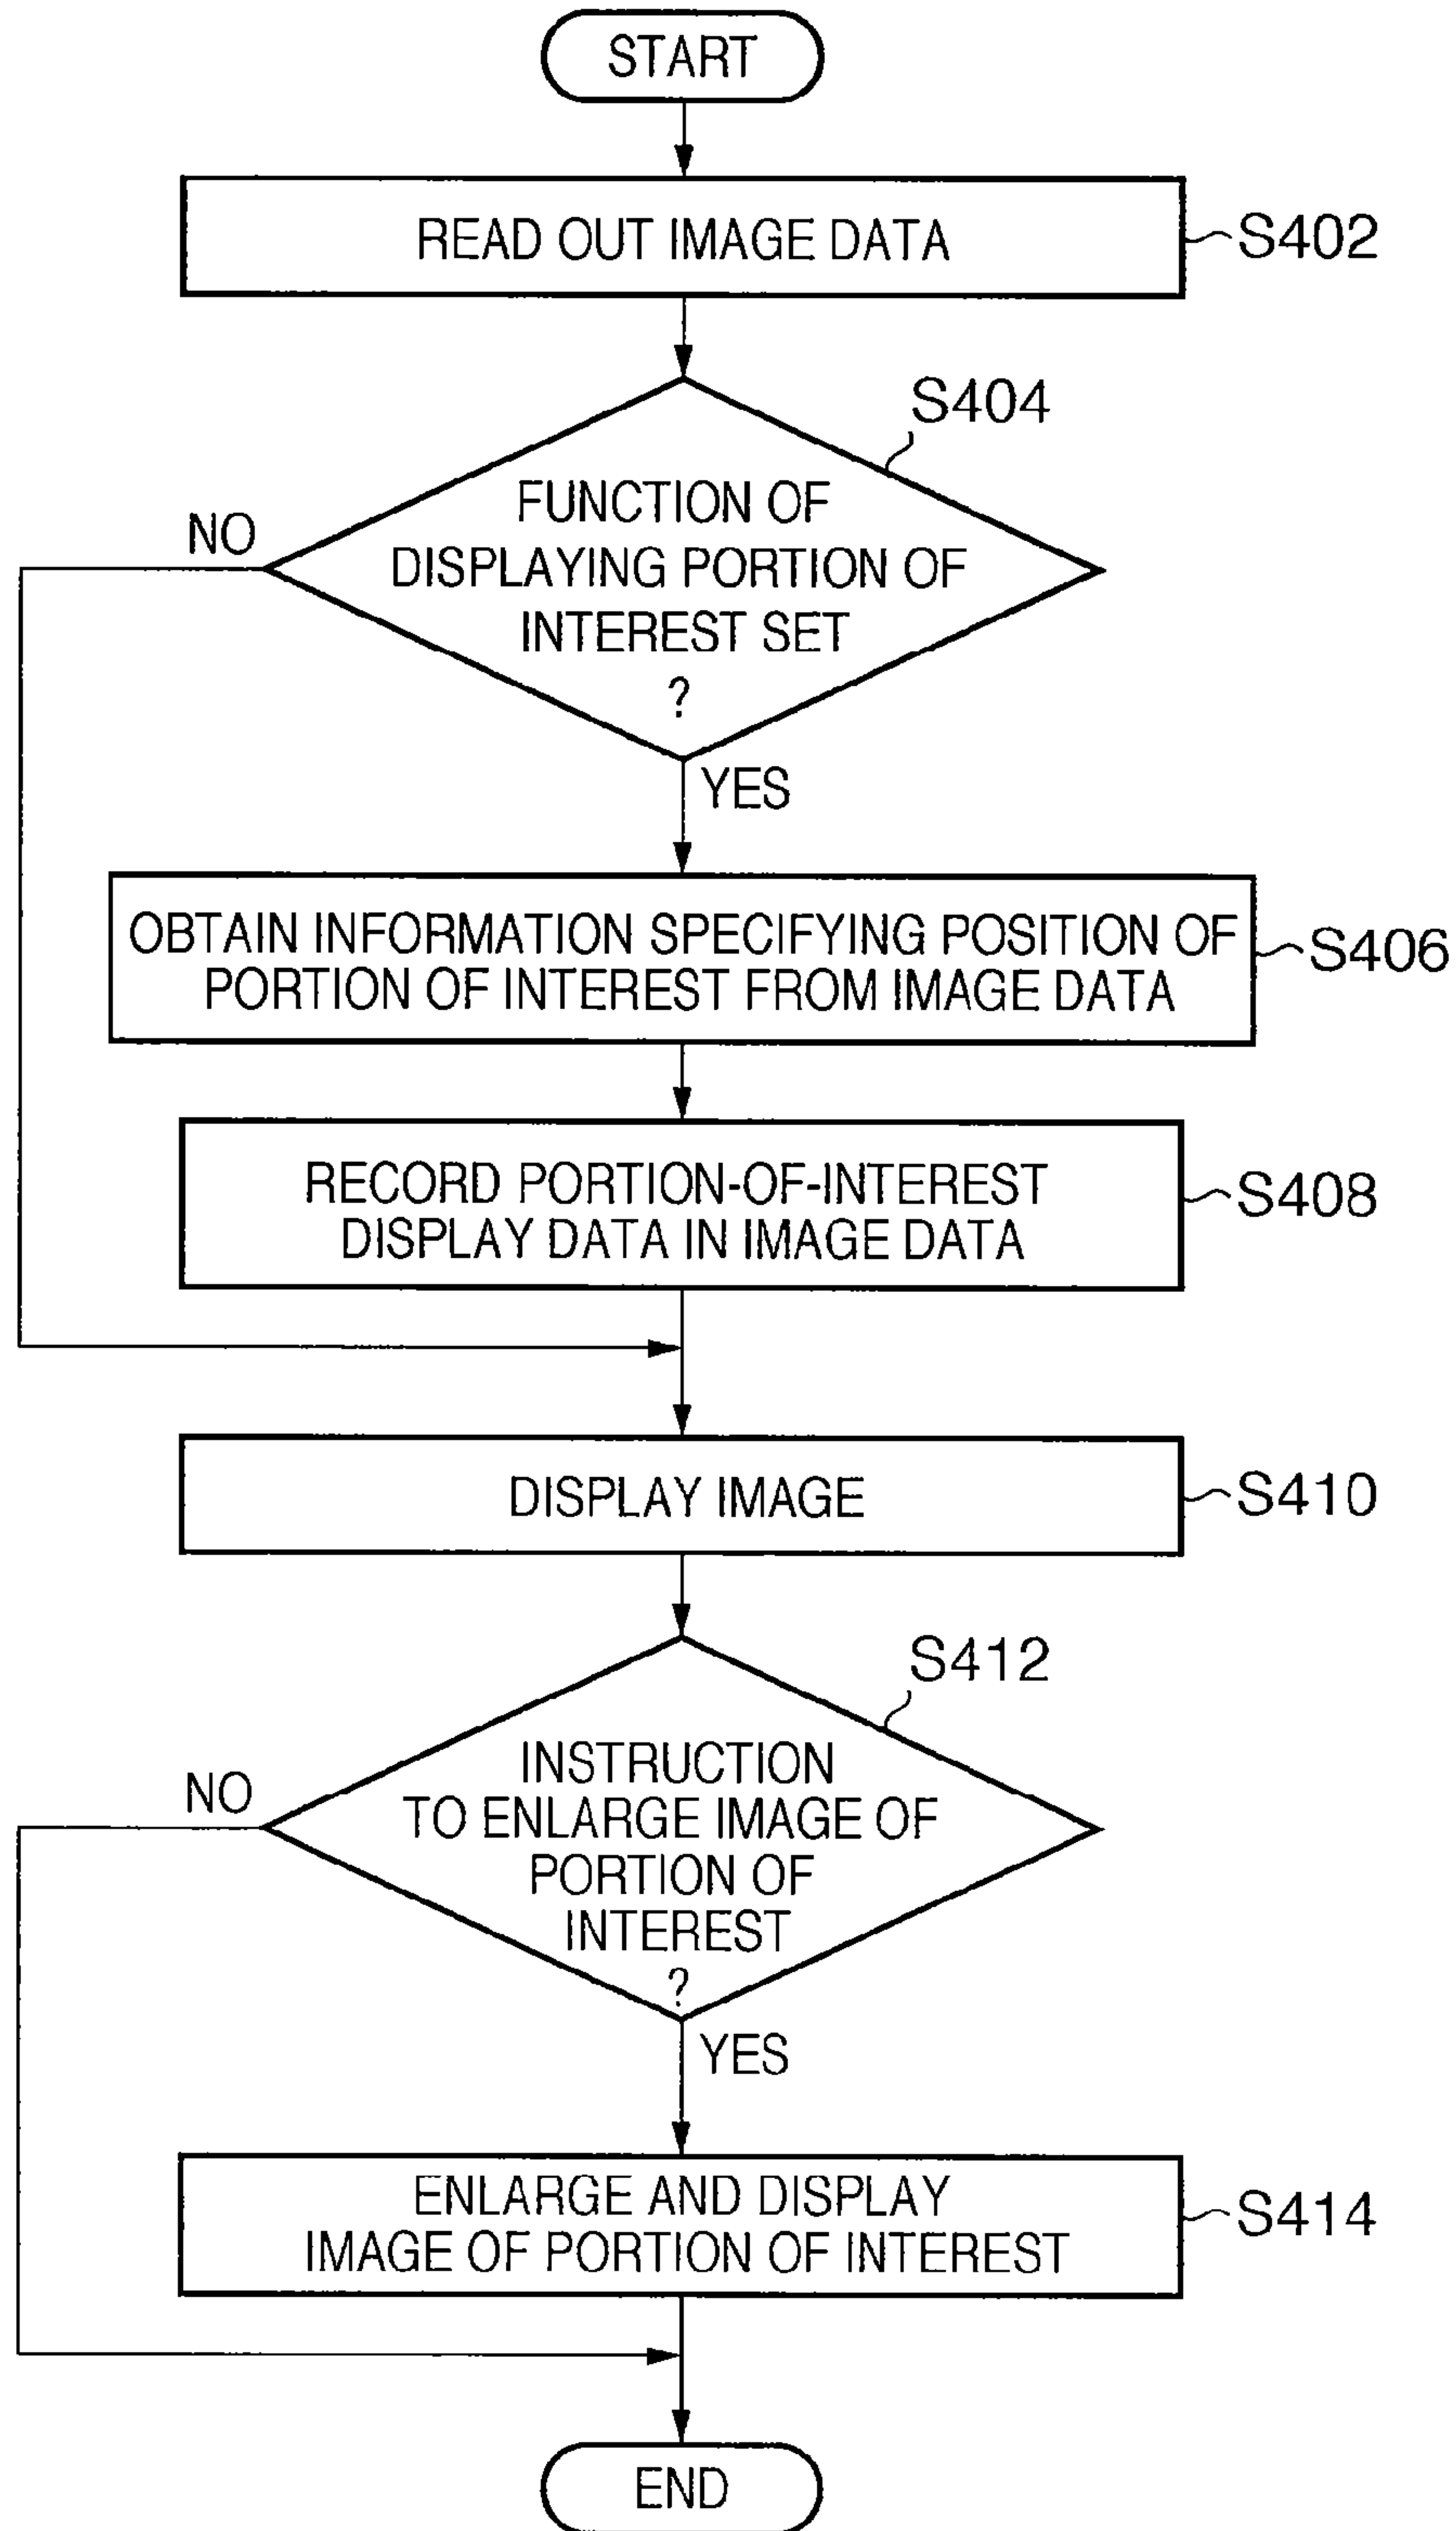 START
READ OUT IMAGE DATA
S402
S404
FUNCTION OF
DISPLAYING PORTION OF
INTEREST SET
?
NO
YES
OBTAIN INFORMATION SPECIFYING POSITION OF
PORTION OF INTEREST FROM IMAGE DATA
S406
RECORD PORTION-OF-INTEREST
DISPLAY DATA IN IMAGE DATA
S408
DISPLAY IMAGE
S410
S412
INSTRUCTION
TO ENLARGE IMAGE OF
PORTION OF
INTEREST
?
NO
YES
ENLARGE AND DISPLAY
IMAGE OF PORTION OF INTEREST
S414
END